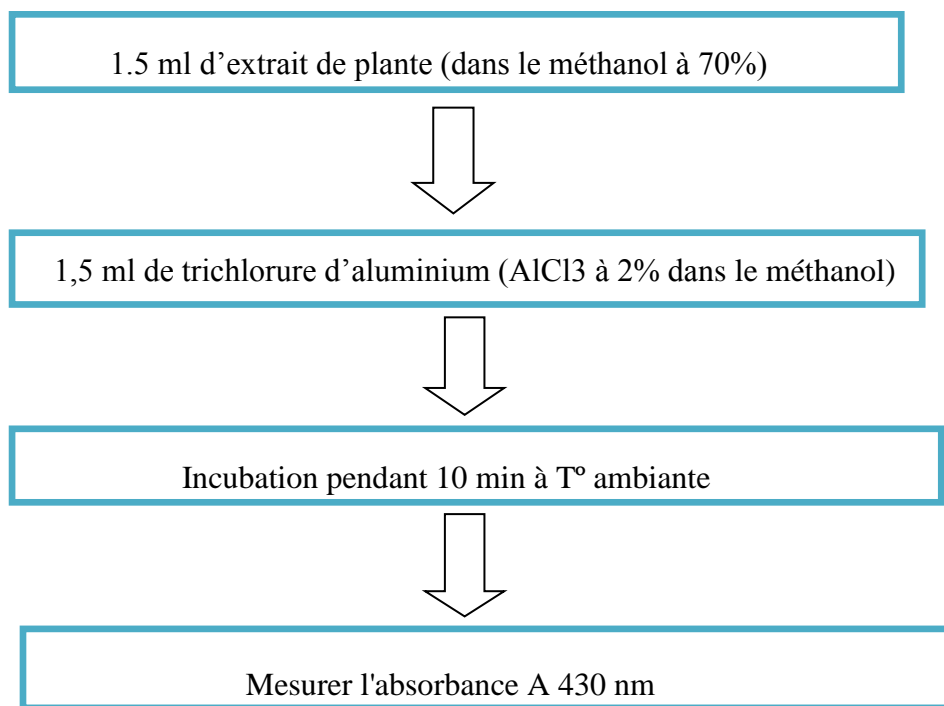 1.5 ml d'extrait de plante (dans le méthanol à 70%)
1,5 ml de trichlorure d'aluminium (AlCl3 à 2% dans le méthanol)
Incubation pendant 10 min à Tº ambiante
Mesurer l'absorbance A 430 nm